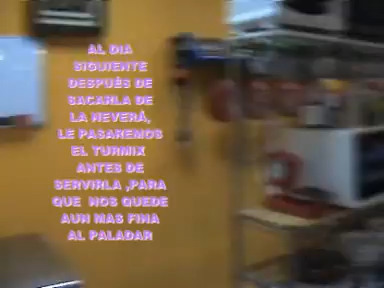 AL DIA
SIGUIENTE
DESPUÉS DE
SACARLA DE
LA NEVERA,
LE PASAREMOS
EL TURMIX
ANTES DE
SERVIRLA ,PARA
QUE NOS QUEDE
AUN MAS FINA
AL PALADAR